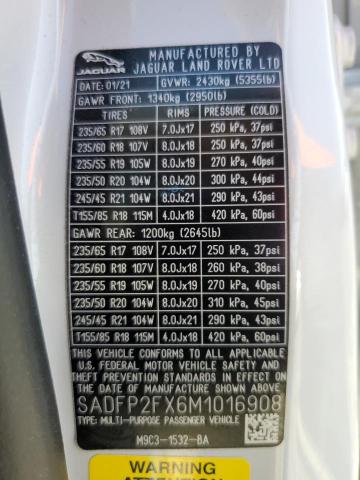 MANUFACTURED BY
JAGUAR LAND ROVER LTD
JAGUAR
DATE: 01/21 GVWR: 2430kg (5355lb)
GAWR FRONT: 1340kg (2950lb)
TIRES RIMS PRESSURE (COLD)
235/65 R17 108V 7.0Jx17 250 kPa, 37psi
235/60 R18 107V 8.0Jx18 250 kPa, 37psi
235/55 R19 105W 8.0Jx19 270 kPa, 40psi
235/50 R20 104W 8.0Jx20 300 kPa, 44psi
245/45 R21 104W 8.0Jx21 290 kPa, 43psi
T155/85 R18 115M 4.0Jx18 420 kPa, 60psi
GAWR REAR: 1200kg (2645lb)
235/65 R17 108V 7.0Jx17 250 kPa, 37psi
235/60 R18 107V 8.0Jx18 260 kPa, 38psi
235/55 R19 105W 8.0Jx19 270 kPa, 40psi
235/50 R20 104W 8.0Jx20 310 kPa, 45psi
245/45 R21 104W 8.0Jx21 290 kPa, 43psi
T155/85 R18 115M 4.0Jx18 420 kPa, 60psi
THIS VEHICLE CONFORMS TO ALL APPLICABLE
U.S. FEDERAL MOTOR VEHICLE SAFETY
STANDARDS IN EFFECT ON THE
DATE OF MANUFACTURE SHOWN ABOVE.
SADFP2FX6M1016908
TYPE: MULTI-PURPOSE PASSENGER VEHICLE
M9C3-1532-BA
WARNING